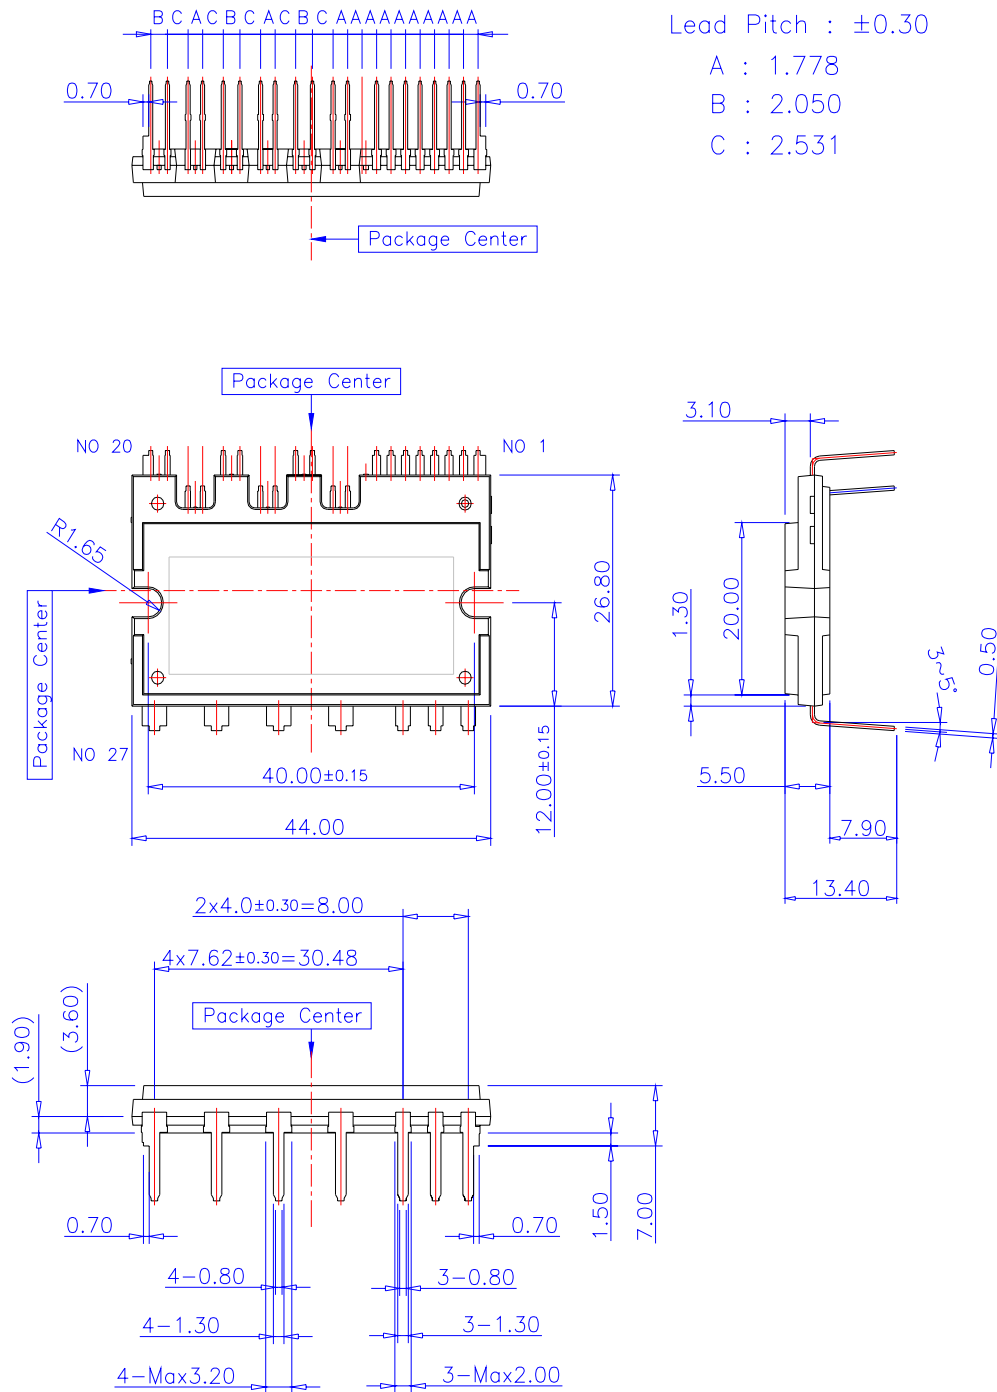 B C A C B C A C B C A A A A A A A A A A
Lead Pitch : ±0.30
A : 1.778
B : 2.050
C : 2.531
0.70
0.70
Package Center
Package Center
NO 20
NO 1
R1.65
Package Center
NO 27
26.80
12.00±0.15
40.00±0.15
44.00
3.10
1.30
20.00
3~5°
0.50
5.50
7.90
13.40
2x4.0±0.30=8.00
4x7.62±0.30=30.48
Package Center
(1.90)
(3.60)
1.50
7.00
0.70
0.70
4-0.80
3-0.80
4-1.30
3-1.30
4-Max3.20
3-Max2.00